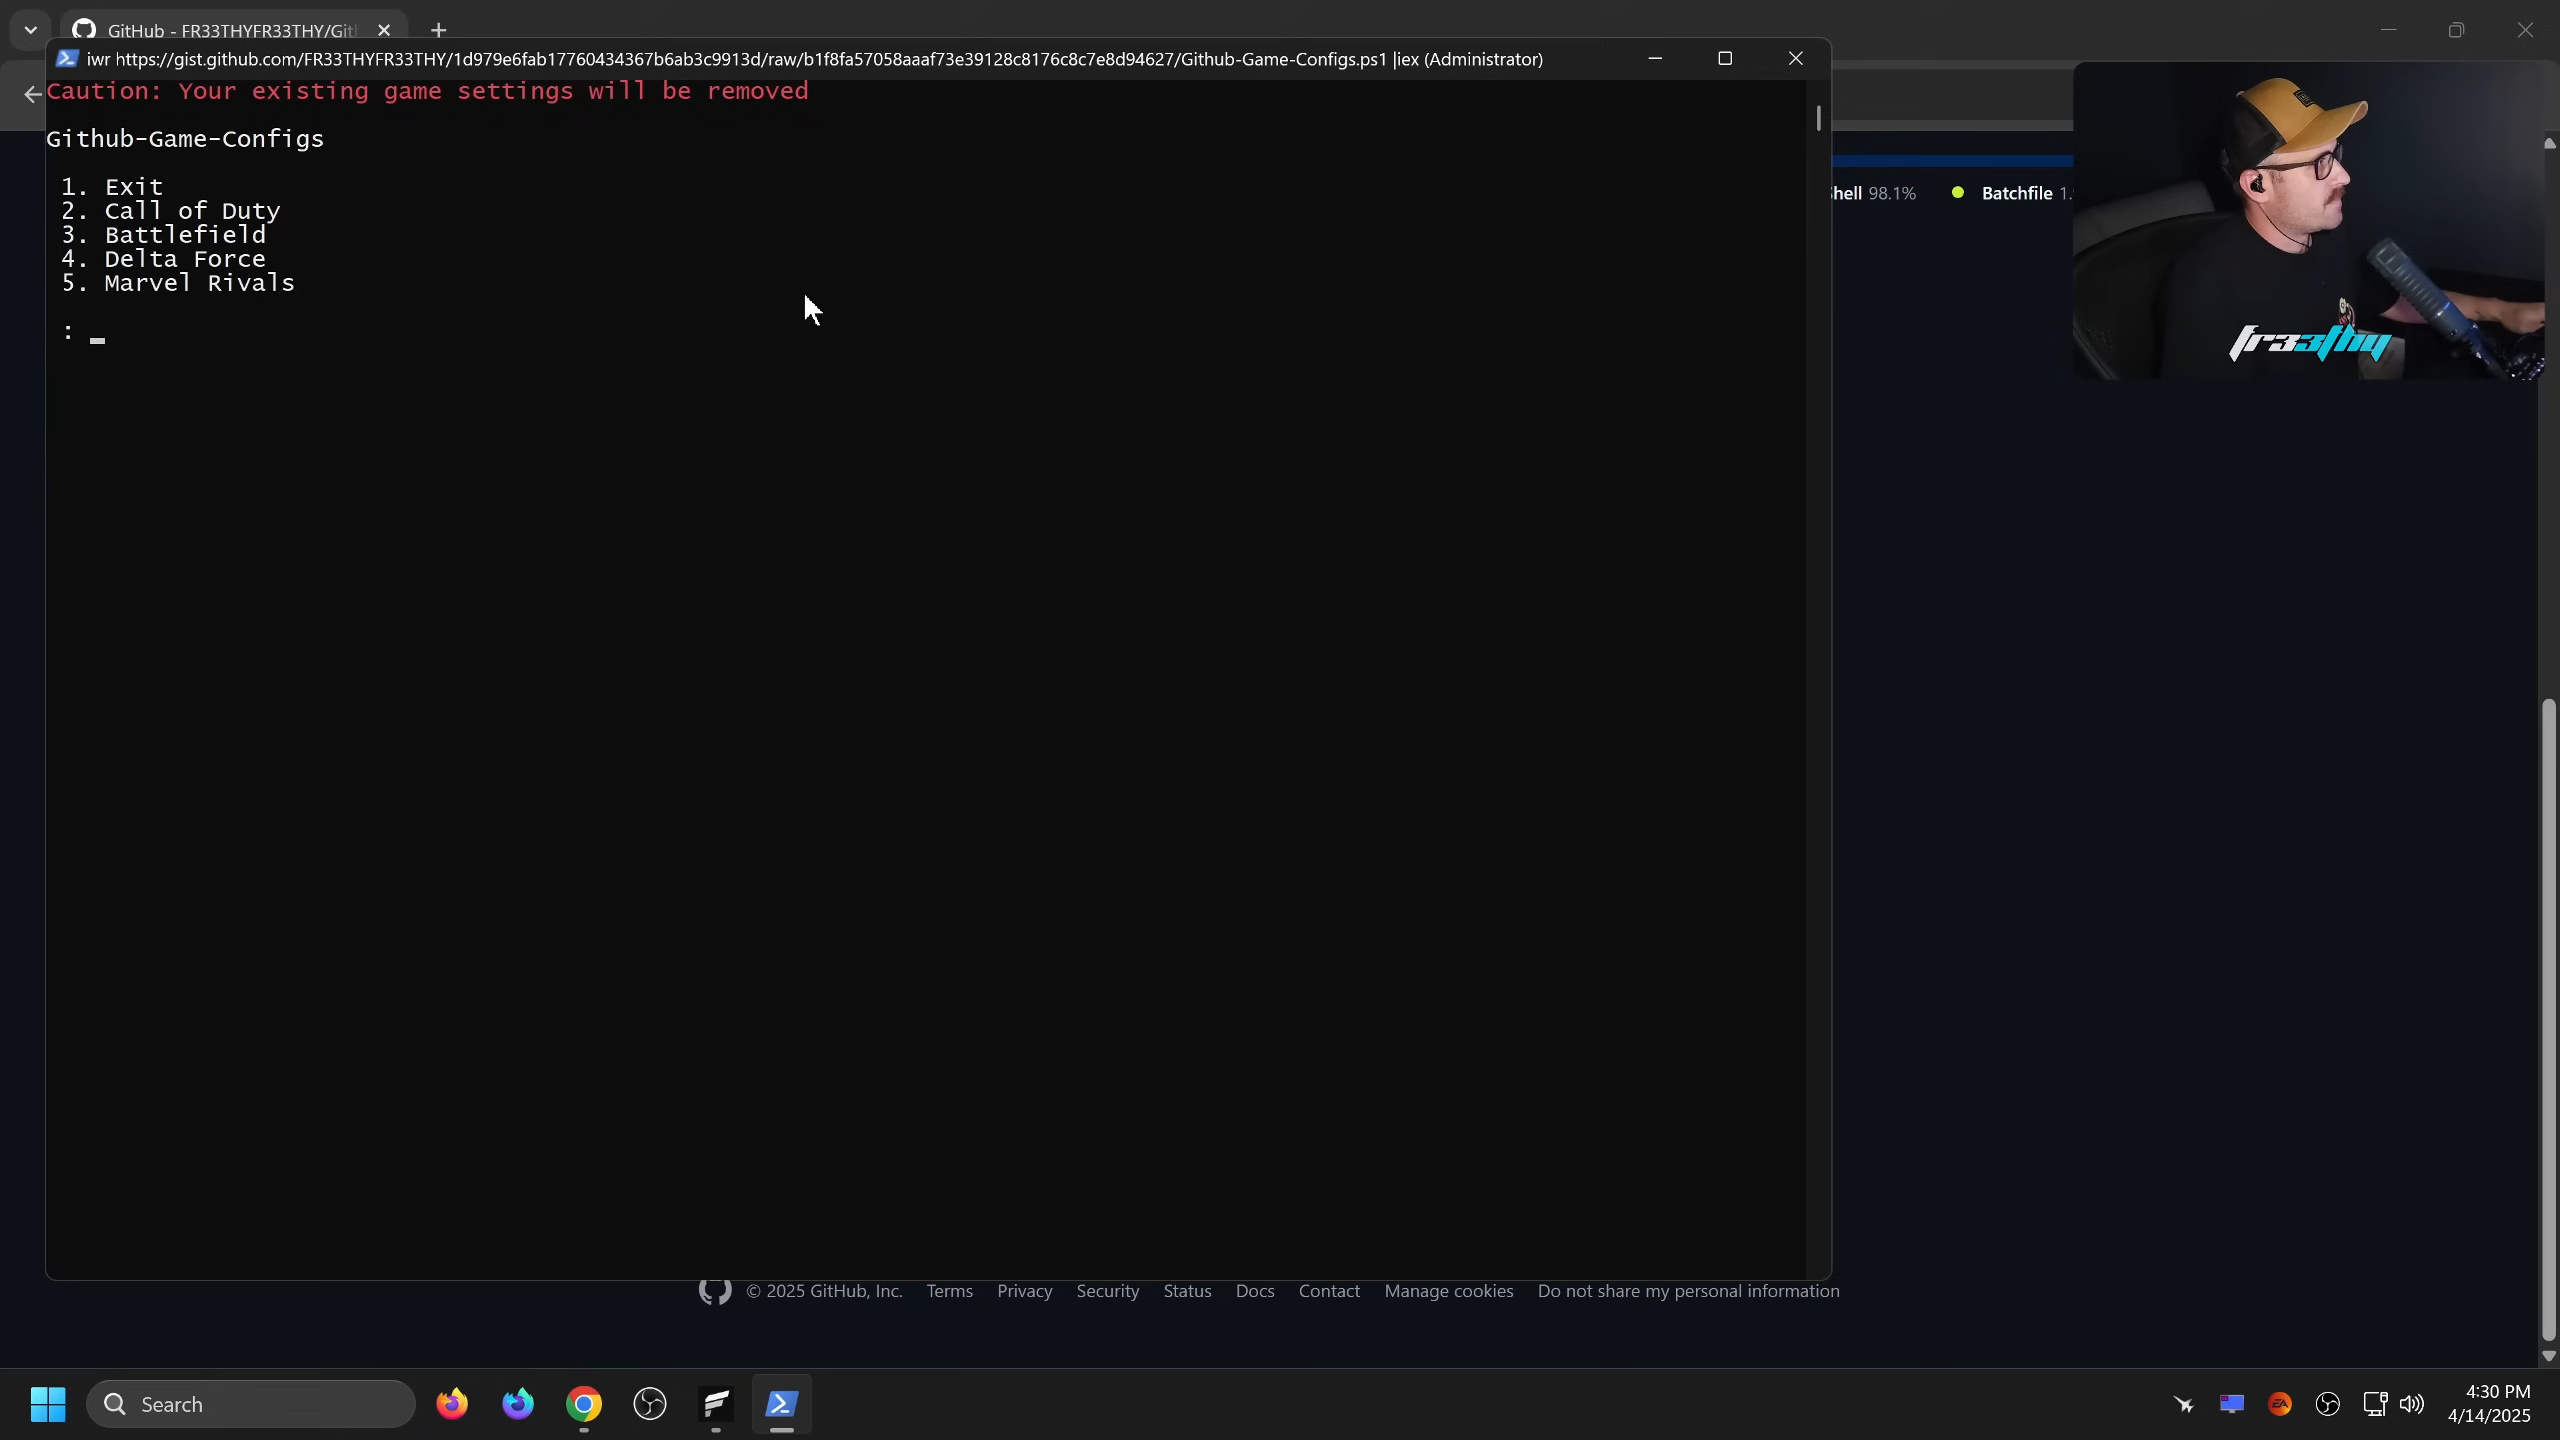 GitHub - FR33THYFR33THY/Git
iwr https://gist.github.com/FR33THYFR33THY/1d979e6fab17760434367b6ab3c9913d/raw/b1f8fa57058aaaf73e39128c8176c8c7e8d94627/Github-Game-Configs.ps1 |iex (Administrator)
Caution: Your existing game settings will be removed
Github-Game-Configs
1. Exit
2. Call of Duty
3. Battlefield
4. Delta Force
5. Marvel Rivals
: _
hell 98.1% Batchfile 1.
fr33thy
© 2025 GitHub, Inc. Terms Privacy Security Status Docs Contact Manage cookies Do not share my personal information
Search
4:30 PM
4/14/2025